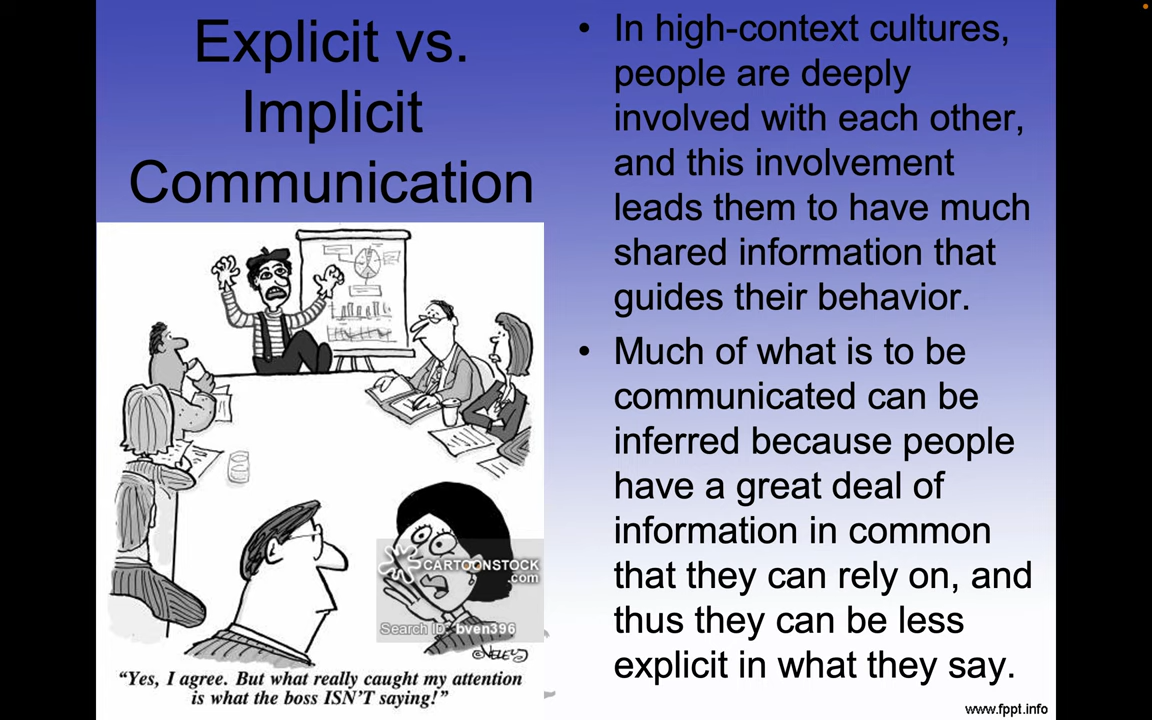 Explicit vs.
Implicit
Communication
• In high-context cultures,
people are deeply
involved with each other,
and this involvement
leads them to have much
shared information that
guides their behavior.
• Much of what is to be
communicated can be
inferred because people
have a great deal of
information in common
that they can rely on, and
thus they can be less
explicit in what they say.
CARTOONSTOCK
.com
Search ID: bven396
“Yes, I agree. But what really caught my attention
is what the boss ISN'T saying!”
www.fppt.info